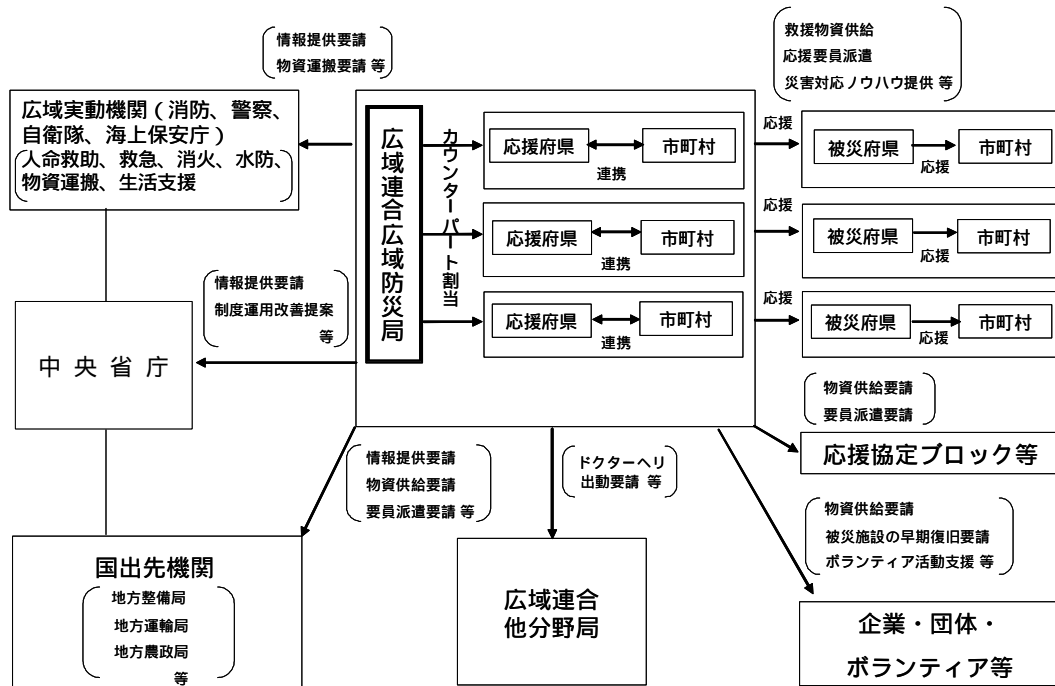 情報提供要請
物資運搬要請 等
救援物資供給
応援要員派遣
災害対応ノウハウ提供 等
広域実動機関（消防、警察、
自衛隊、海上保安庁）
人命救助、救急、消火、水防、
物資運搬、生活支援
広域連合広域防災局
カウンターパート割当
応援府県
市町村
連携
応援
被災府県
市町村
応援
応援府県
市町村
連携
応援
被災府県
市町村
応援
応援府県
市町村
連携
応援
被災府県
市町村
応援
情報提供要請
制度運用改善提案
等
中央省庁
物資供給要請
要員派遣要請
応援協定ブロック等
情報提供要請
物資供給要請
要員派遣要請 等
ドクターヘリ
出動要請 等
物資供給要請
被災施設の早期復旧要請
ボランティア活動支援 等
国出先機関
地方整備局
地方運輸局
地方農政局
等
広域連合
他分野局
企業・団体・
ボランティア等